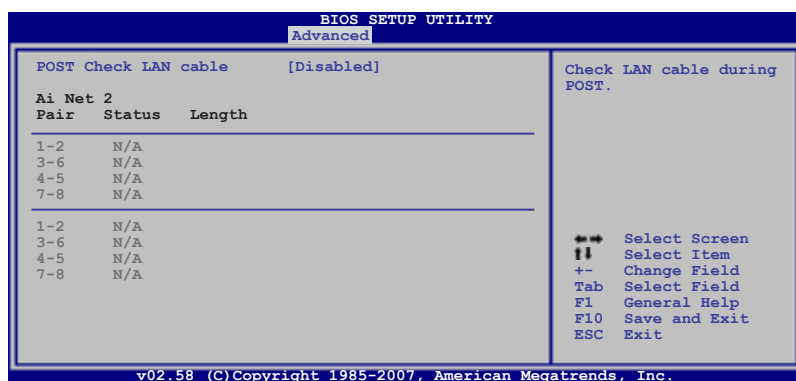 BIOS SETUP UTILITY
Advanced
POST Check LAN cable [Disabled]
Ai Net 2
Pair Status Length
1-2 N/A
3-6 N/A
4-5 N/A
7-8 N/A
1-2 N/A
3-6 N/A
4-5 N/A
7-8 N/A
Check LAN cable during
POST.
←→ Select Screen
↑↓ Select Item
+- Change Field
Tab Select Field
F1 General Help
F10 Save and Exit
ESC Exit
v02.58 (C)Copyright 1985-2007, American Megatrends, Inc.